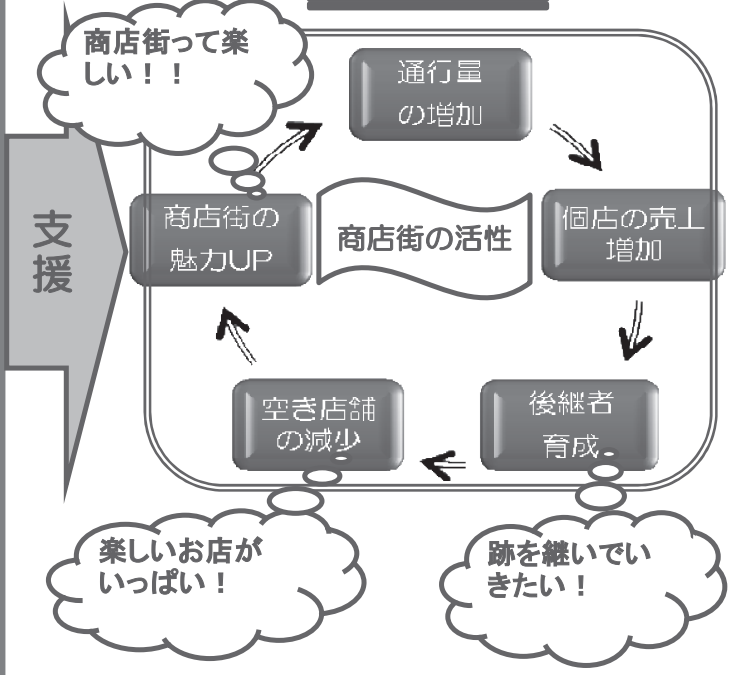 商店街って楽
しい！！
通行量
の増加
支
援
商店街の
魅力UP
商店街の活性
個店の売上
増加
空き店舗
の減少
後継者
育成
楽しいお店が
いっぱい！
跡を継いでい
きたい！